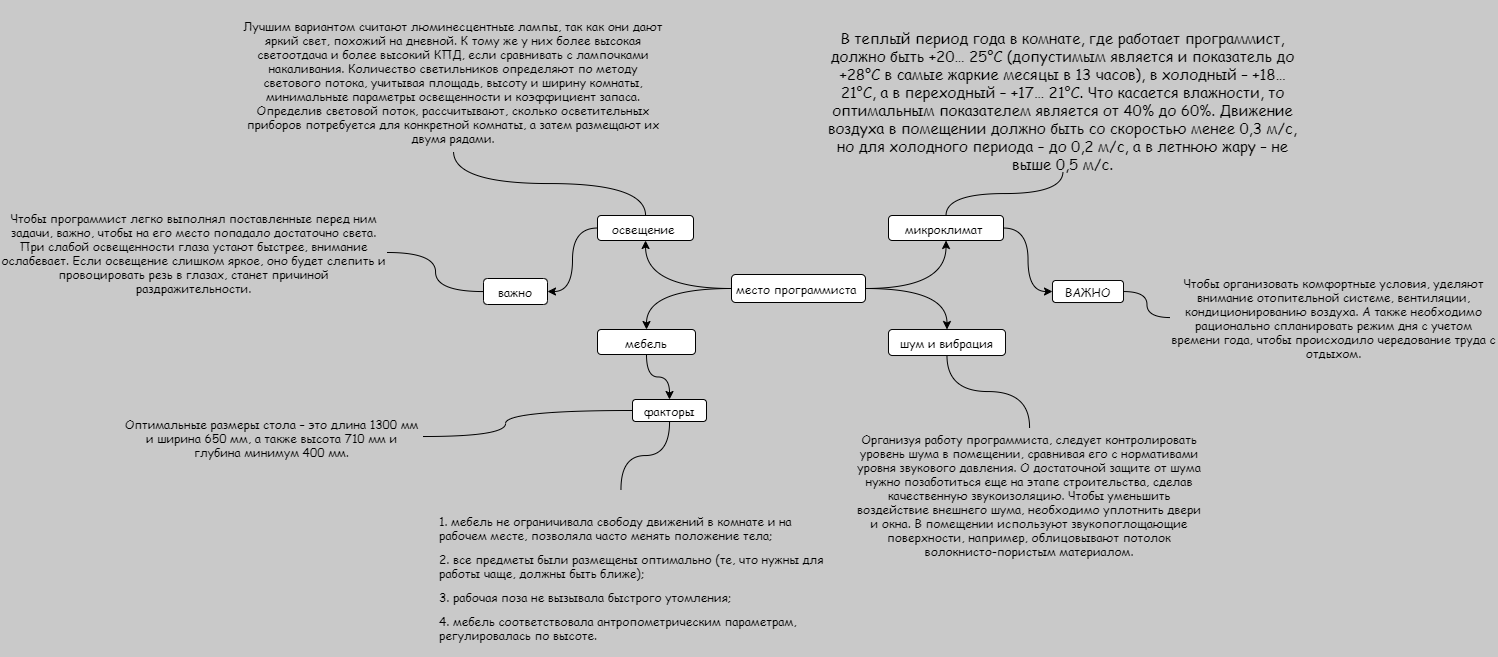 Лучшим вариантом считают люминесцентные лампы, так как они дают
яркий свет, похожий на дневной. К тому же у них более высокая
светоотдача и более высокий КПД, если сравнивать с лампочками
накаливания. Количество светильников определяют по методу
светового потока, учитывая площадь, высоту и ширину комнаты,
минимальные параметры освещенности и коэффициент запаса.
Определив световой поток, рассчитывают, сколько осветительных
приборов потребуется для конкретной комнаты, а затем размещают их
двумя рядами.
В теплый период года в комнате, где работает программист,
должно быть +20... 25°C (допустимым является и показатель до
+28°C в самые жаркие месяцы в 13 часов), в холодный – +18...
21°C, а в переходный – +17... 21°C. Что касается влажности, то
оптимальным показателем является от 40% до 60%. Движение
воздуха в помещении должно быть со скоростью менее 0,3 м/с,
но для холодного периода – до 0,2 м/с, а в летнюю жару – не
выше 0,5 м/с.
Чтобы программист легко выполнял поставленные перед ним
задачи, важно, чтобы на его место попадало достаточно света.
При слабой освещенности глаза устают быстрее, внимание
ослабевает. Если освещение слишком яркое, оно будет слепить и
провоцировать резь в глазах, станет причиной
раздражительности.
освещение
микроклимат
важно
место программиста
ВАЖНО
Чтобы организовать комфортные условия, уделяют
внимание отопительной системе, вентиляции,
кондиционированию воздуха. А также необходимо
рационально спланировать режим дня с учетом
времени года, чтобы происходило чередование труда с
отдыхом.
мебель
шум и вибрация
факторы
Оптимальные размеры стола – это длина 1300 мм
и ширина 650 мм, а также высота 710 мм и
глубина минимум 400 мм.
Организуя работу программиста, следует контролировать
уровень шума в помещении, сравнивая его с нормативами
уровня звукового давления. О достаточной защите от шума
нужно позаботиться еще на этапе строительства, сделав
качественную звукоизоляцию. Чтобы уменьшить
воздействие внешнего шума, необходимо уплотнить двери
и окна. В помещении используют звукопоглощающие
поверхности, например, облицовывают потолок
волокнисто-пористым материалом.
1. мебель не ограничивала свободу движений в комнате и на
рабочем месте, позволяла часто менять положение тела;
2. все предметы были размещены оптимально (те, что нужны для
работы чаще, должны быть ближе);
3. рабочая поза не вызывала быстрого утомления;
4. мебель соответствовала антропометрическим параметрам,
регулировалась по высоте.